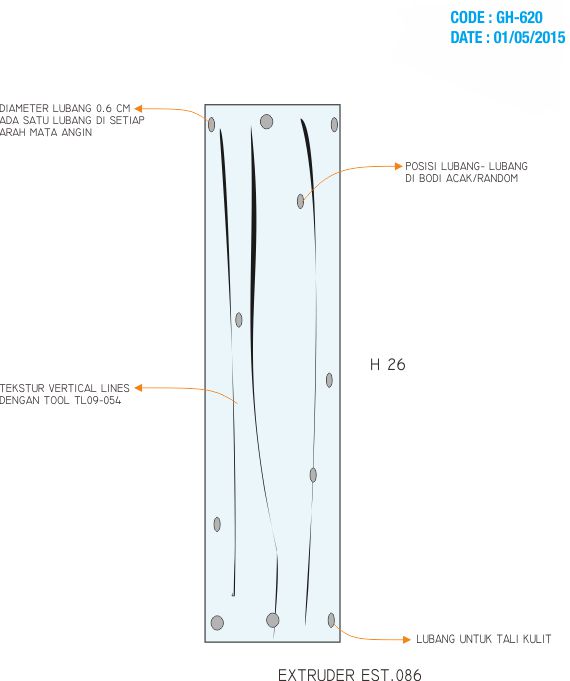 CODE : GH-620
DATE : 01/05/2015
DIAMETER LUBANG 0.6 CM
ADA SATU LUBANG DI SETIAP
ARAH MATA ANGIN
POSISI LUBANG- LUBANG
DI BODI ACAK/RANDOM
H 26
TEKSTUR VERTICAL LINES
DENGAN TOOL TL09-054
LUBANG UNTUK TALI KULIT
EXTRUDER EST.086